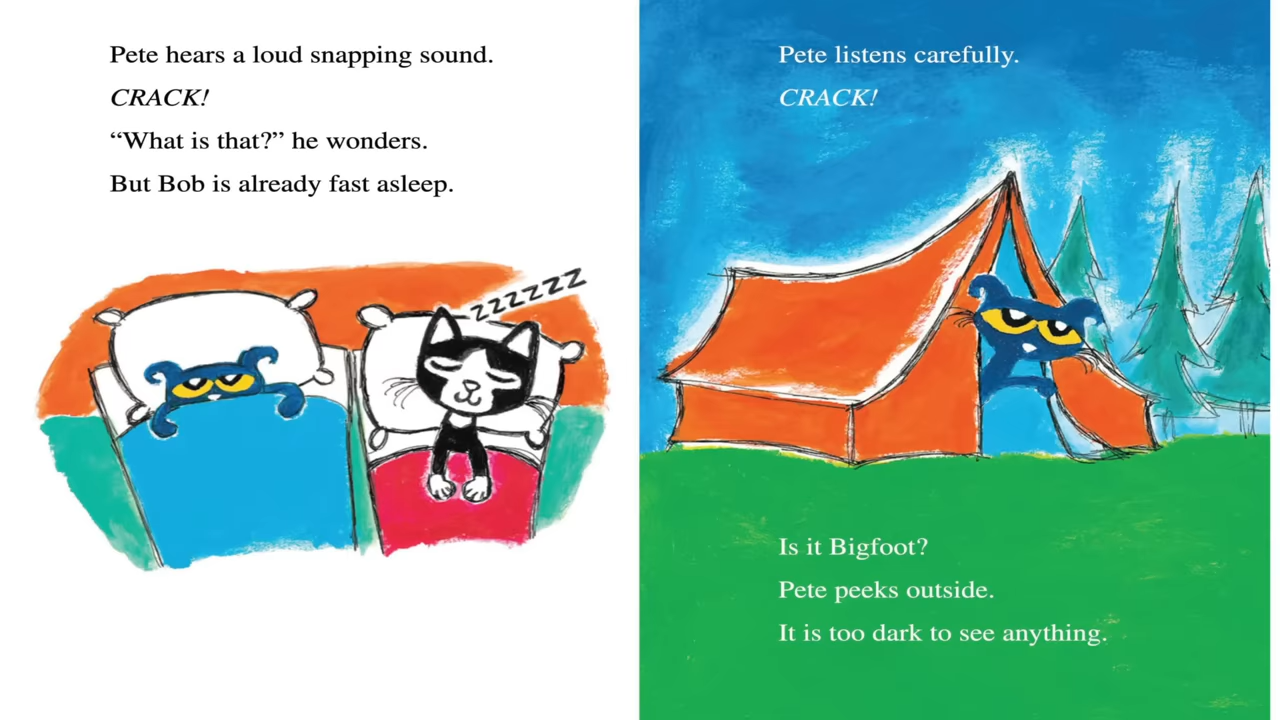 Pete hears a loud snapping sound.
CRACK!
“What is that?” he wonders.
But Bob is already fast asleep.
ZZZZZZ
Pete listens carefully.
CRACK!
Is it Bigfoot?
Pete peeks outside.
It is too dark to see anything.